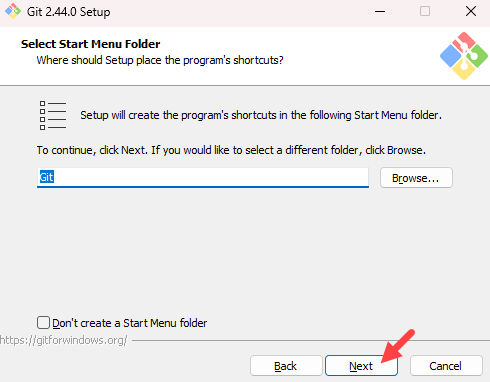 Git 2.44.0 Setup
Select Start Menu Folder
Where should Setup place the program's shortcuts?
Setup will create the program's shortcuts in the following Start Menu folder.
To continue, click Next. If you would like to select a different folder, click Browse.
Git
Browse...
Don't create a Start Menu folder
https://gitforwindows.org/
Back
Next
Cancel